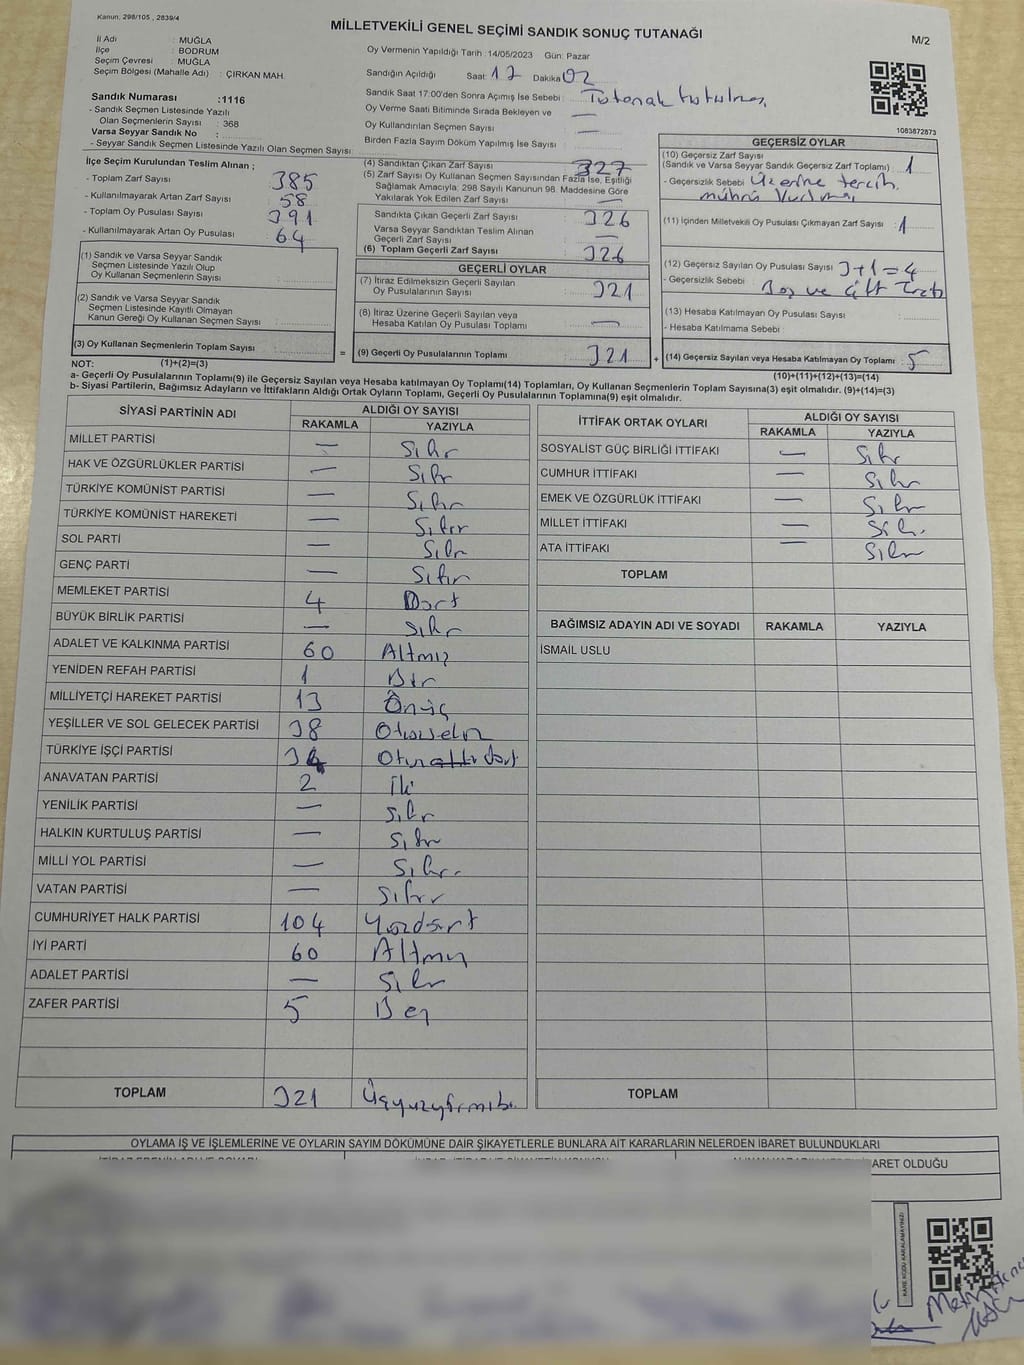 Kanun, 298/105 , 2839/4
MİLLETVEKİLİ GENEL SEÇİMİ SANDIK SONUÇ TUTANAĞI
M/2
İl Adı : MUĞLA
İlçe : BODRUM
Seçim Çevresi : MUĞLA
Seçim Bölgesi (Mahalle Adı) : ÇIRKAN MAH.
Sandık Numarası :1116
- Sandık Seçmen Listesinde Yazılı
Olan Seçmenlerin Sayısı : 368
Varsa Seyyar Sandık No :
- Seyyar Sandık Seçmen Listesinde Yazılı Olan Seçmen Sayısı
Oy Vermenin Yapıldığı Tarih :14/05/2023 Gün: Pazar
Sandığın Açıldığı Saat: 17 Dakika 02
Sandık Saat 17:00'den Sonra Açımış İse Sebebi : Tutanak tutulması
Oy Verme Saati Bitiminde Sırada Bekleyen ve —
Oy Kullandırılan Seçmen Sayısı —
Birden Fazla Sayım Döküm Yapılmış İse Sayısı
1083872873
İlçe Seçim Kurulundan Teslim Alınan ;
- Toplam Zarf Sayısı 385
- Kullanılmayarak Artan Zarf Sayısı 58
- Toplam Oy Pusulası Sayısı 391
- Kullanılmayarak Artan Oy Pusulası 64
(1) Sandık ve Varsa Seyyar Sandık
Seçmen Listesinde Yazılı Olup
Oy Kullanan Seçmenlerin Sayısı
(2) Sandık ve Varsa Seyyar Sandık
Seçmen Listesinde Kayıtlı Olmayan
Kanun Gereği Oy Kullanan Seçmen Sayısı
(3) Oy Kullanan Seçmenlerin Toplam Sayısı
(1)+(2)=(3)
(4) Sandıktan Çıkan Zarf Sayısı 327
(5) Zarf Sayısı Oy Kullanan Seçmen Sayısından Fazla İse, Eşitliği
Sağlamak Amacıyla; 298 Sayılı Kanunun 98. Maddesine Göre
Yakılarak Yok Edilen Zarf Sayısı —
Sandıkta Çıkan Geçerli Zarf Sayısı 326
Varsa Seyyar Sandıktan Teslim Alınan
Geçerli Zarf Sayısı —
(6) Toplam Geçerli Zarf Sayısı 326
GEÇERLİ OYLAR
(7) İtiraz Edilmeksizin Geçerli Sayılan
Oy Pusulalarının Sayısı 321
(8) İtiraz Üzerine Geçerli Sayılan veya
Hesaba Katılan Oy Pusulası Toplamı —
= (9) Geçerli Oy Pusulalarının Toplamı 321 +
GEÇERSİZ OYLAR
(10) Geçersiz Zarf Sayısı
(Sandık ve Varsa Seyyar Sandık Geçersiz Zarf Toplamı) 1
- Geçersizlik Sebebi Üzerine tercih
mührü Vurulması
(11) İçinden Milletvekili Oy Pusulası Çıkmayan Zarf Sayısı : 1
(12) Geçersiz Sayılan Oy Pusulası Sayısı 3+1=4
- Geçersizlik Sebebi : Boş ve Çift
(13) Hesaba Katılmayan Oy Pusulası Sayısı :
- Hesaba Katılmama Sebebi :
(14) Geçersiz Sayılan veya Hesaba Katılmayan Oy Toplamı 5
(10)+(11)+(12)+(13)=(14)
NOT:
a- Geçerli Oy Pusulalarının Toplamı(9) ile Geçersiz Sayılan veya Hesaba katılmayan Oy Toplamı(14) Toplamları, Oy Kullanan Seçmenlerin Toplam Sayısına(3) eşit olmalıdır. (9)+(14)=(3)
b- Siyasi Partilerin, Bağımsız Adayların ve İttifakların Aldığı Ortak Oyların Toplamı, Geçerli Oy Pusulalarının Toplamına(9) eşit olmalıdır.
SİYASİ PARTİNİN ADI ALDIĞI OY SAYISI
RAKAMLA YAZIYLA
MİLLET PARTİSİ — Sıfır
HAK VE ÖZGÜRLÜKLER PARTİSİ — Sıfır
TÜRKİYE KOMÜNİST PARTİSİ — Sıfır
TÜRKİYE KOMÜNİST HAREKETİ — Sıfır
SOL PARTİ — Sıfır
GENÇ PARTİ — Sıfır
MEMLEKET PARTİSİ 4 Dört
BÜYÜK BİRLİK PARTİSİ — Sıfır
ADALET VE KALKINMA PARTİSİ 60 Altmış
YENİDEN REFAH PARTİSİ 1 Bir
MİLLİYETÇİ HAREKET PARTİSİ 13 Onüç
YEŞİLLER VE SOL GELECEK PARTİSİ 38 Otuzsekiz
TÜRKİYE İŞÇİ PARTİSİ 34 Otuz altı dört
ANAVATAN PARTİSİ 2 İki
YENİLİK PARTİSİ — Sıfır
HALKIN KURTULUŞ PARTİSİ — Sıfır
MİLLİ YOL PARTİSİ — Sıfır
VATAN PARTİSİ — Sıfır
CUMHURİYET HALK PARTİSİ 104 Yüzdört
İYİ PARTİ 60 Altmış
ADALET PARTİSİ — Sıfır
ZAFER PARTİSİ 5 Beş
TOPLAM 321 Üçyüzyirmibir
İTTİFAK ORTAK OYLARI ALDIĞI OY SAYISI
RAKAMLA YAZIYLA
SOSYALİST GÜÇ BİRLİĞİ İTTİFAKI — Sıfır
CUMHUR İTTİFAKI — Sıfır
EMEK VE ÖZGÜRLÜK İTTİFAKI — Sıfır
MİLLET İTTİFAKI — Sıfır
ATA İTTİFAKI — Sıfır
TOPLAM
BAĞIMSIZ ADAYIN ADI VE SOYADI RAKAMLA YAZIYLA
İSMAİL USLU
TOPLAM
OYLAMA İŞ VE İŞLEMLERİNE VE OYLARIN SAYIM DÖKÜMÜNE DAİR ŞİKAYETLERLE BUNLARA AİT KARARLARIN NELERDEN İBARET BULUNDUKLARI
ARET OLDUĞU
KARE KODU KARALAMAYINIZ!